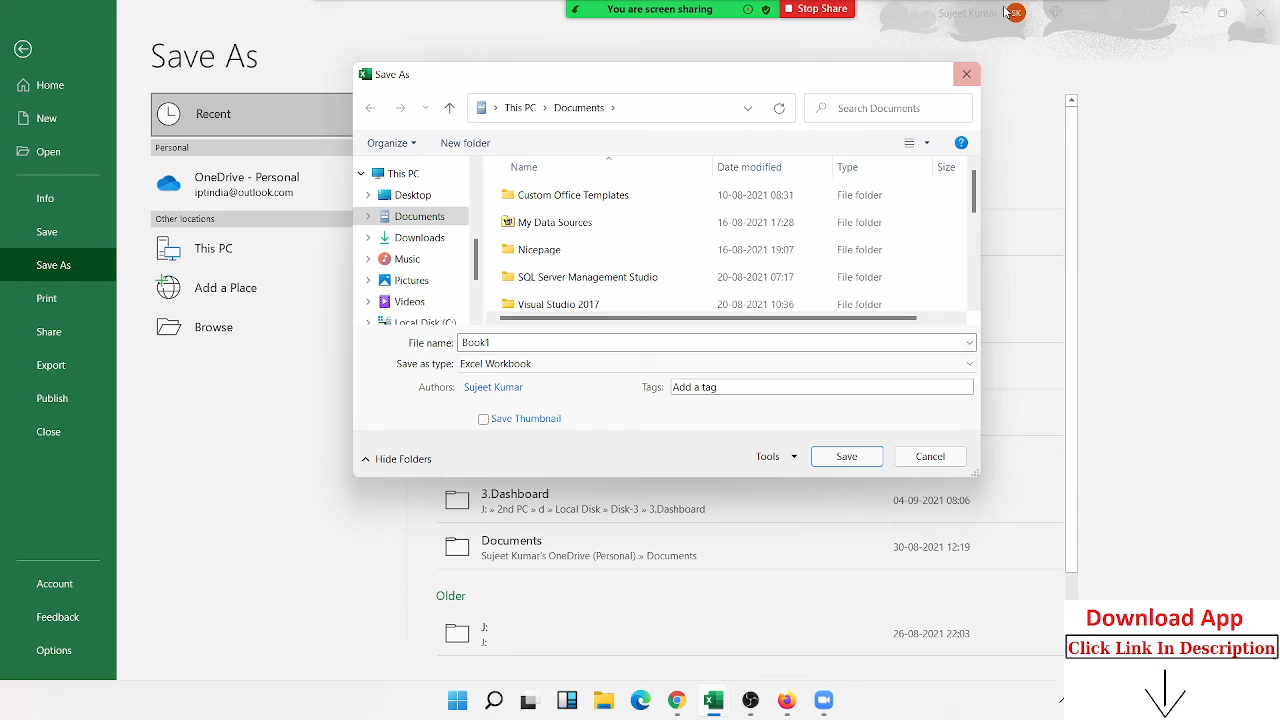 You are screen sharing
Stop Share
Sujeet Kumar
SK
Save As
Home
New
Open
Info
Save
Save As
Print
Share
Export
Publish
Close
Account
Feedback
Options
Recent
Personal
OneDrive - Personal
iptindia@outlook.com
Other locations
This PC
Add a Place
Browse
Save As
This PC > Documents >
Search Documents
Organize
New folder
This PC
Desktop
Documents
Downloads
Music
Pictures
Videos
Local Disk (C:)
Name Date modified Type Size
Custom Office Templates 10-08-2021 08:31 File folder
My Data Sources 16-08-2021 17:28 File folder
Nicepage 16-08-2021 19:07 File folder
SQL Server Management Studio 20-08-2021 07:17 File folder
Visual Studio 2017 20-08-2021 10:36 File folder
File name: Book1
Save as type: Excel Workbook
Authors: Sujeet Kumar Tags: Add a tag
Save Thumbnail
Hide Folders
Tools Save Cancel
3.Dashboard
J: » 2nd PC » d » Local Disk » Disk-3 » 3.Dashboard
04-09-2021 08:06
Documents
Sujeet Kumar's OneDrive (Personal) » Documents
30-08-2021 12:19
Older
J:
J:
26-08-2021 22:03
Download App
Click Link In Description